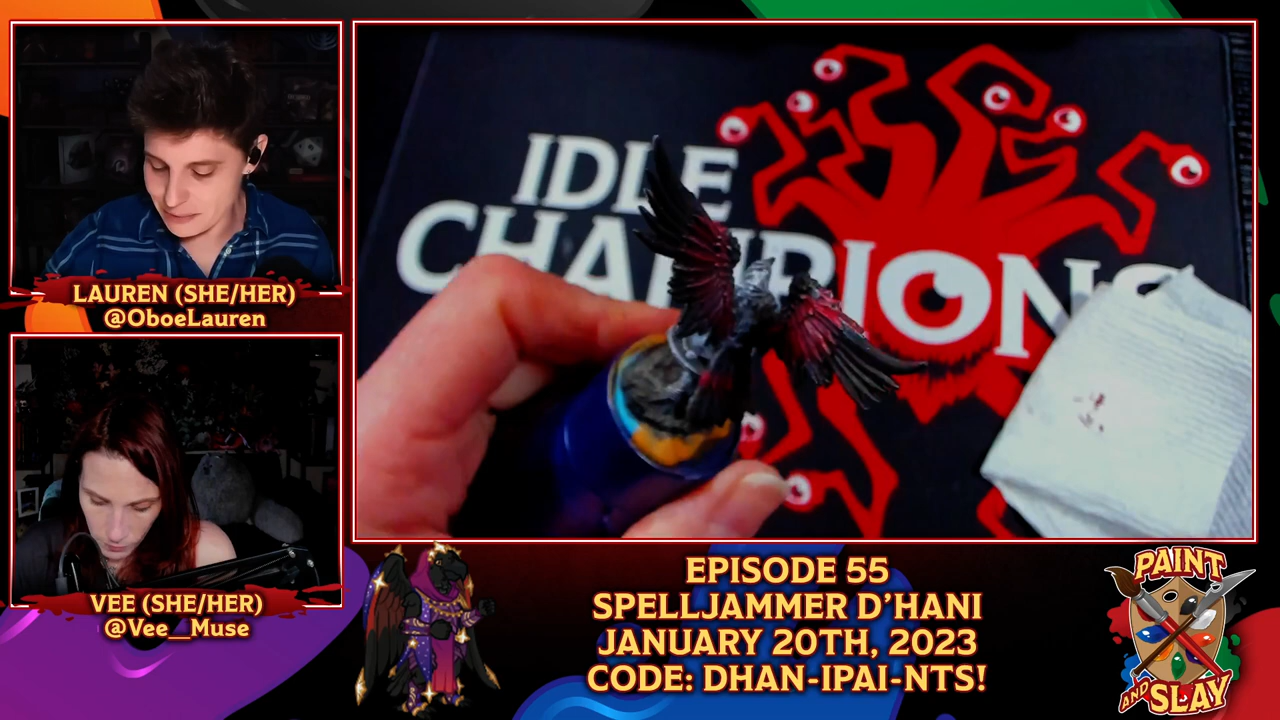 LAUREN (SHE/HER)
@OboeLauren
VEE (SHE/HER)
@Vee__Muse
IDLE
CHAMPIONS
EPISODE 55
SPELLJAMMER D'HANI
JANUARY 20TH, 2023
CODE: DHAN-IPAI-NTS!
PAINT
AND SLAY